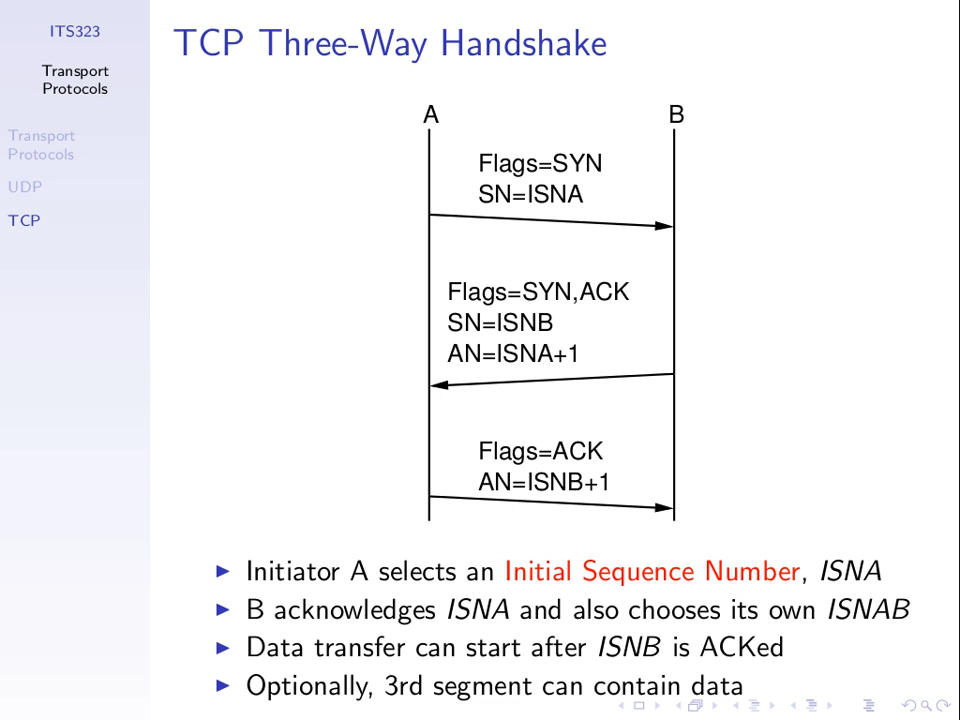 ITS323
Transport
Protocols
Transport
Protocols
UDP
TCP
TCP Three-Way Handshake
A
B
Flags=SYN
SN=ISNA
Flags=SYN,ACK
SN=ISNB
AN=ISNA+1
Flags=ACK
AN=ISNB+1
Initiator A selects an Initial Sequence Number, ISNA
B acknowledges ISNA and also chooses its own ISNAB
Data transfer can start after ISNB is ACKed
Optionally, 3rd segment can contain data